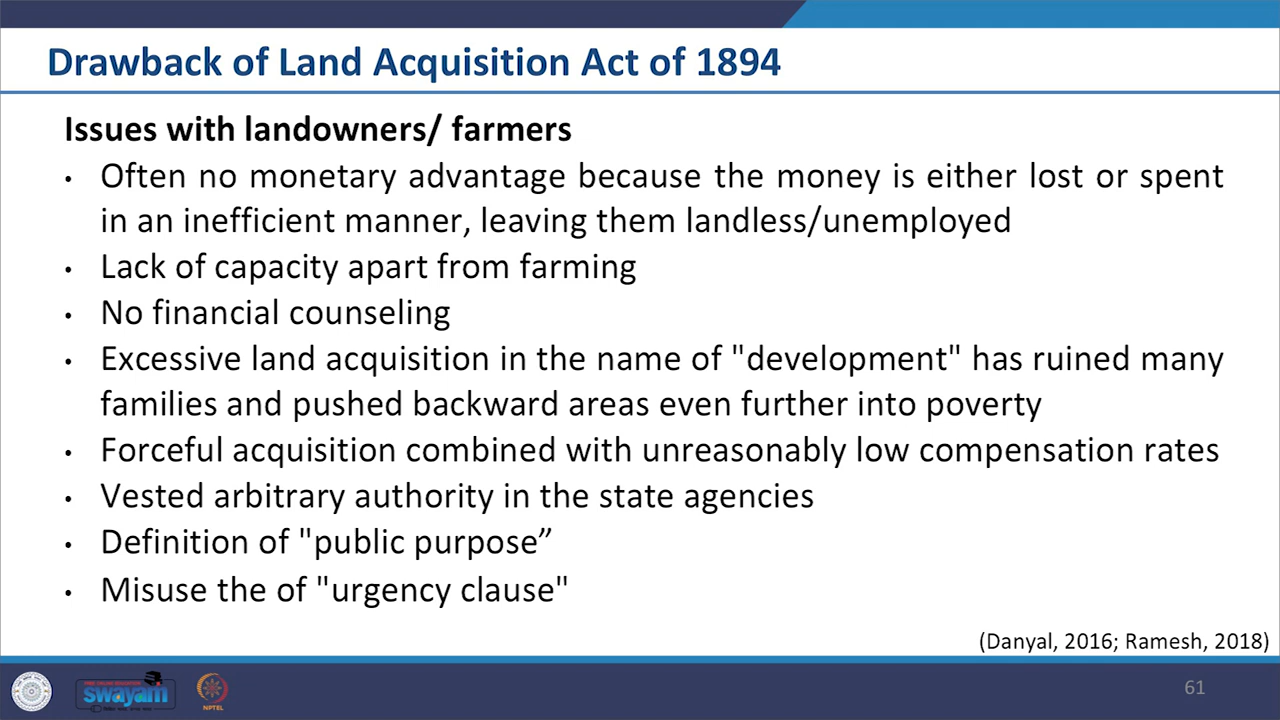 Drawback of Land Acquisition Act of 1894
Issues with landowners/ farmers
• Often no monetary advantage because the money is either lost or spent
in an inefficient manner, leaving them landless/unemployed
• Lack of capacity apart from farming
• No financial counseling
• Excessive land acquisition in the name of "development" has ruined many
families and pushed backward areas even further into poverty
• Forceful acquisition combined with unreasonably low compensation rates
• Vested arbitrary authority in the state agencies
• Definition of "public purpose”
• Misuse the of "urgency clause"
(Danyal, 2016; Ramesh, 2018)
swayam
NPTEL
61